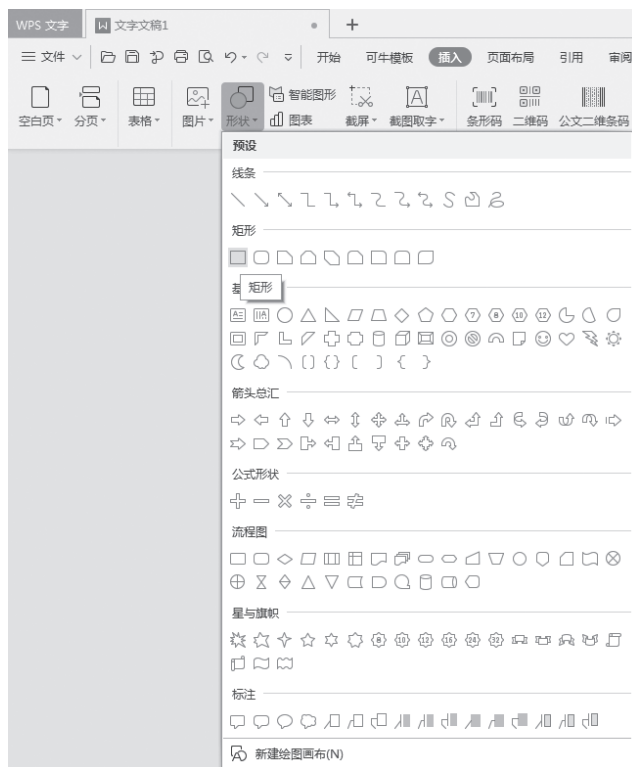 WPS 文字 文字文稿1
文件 开始 可牛模板 插入 页面布局 引用 审阅
智能图形
空白页 分页 表格 图片 形状 图表 截屏 截图取字 条形码 二维码 公文二维条码
预设
线条
矩形
基
矩形
箭头总汇
公式形状
流程图
星与旗帜
标注
新建绘图画布(N)